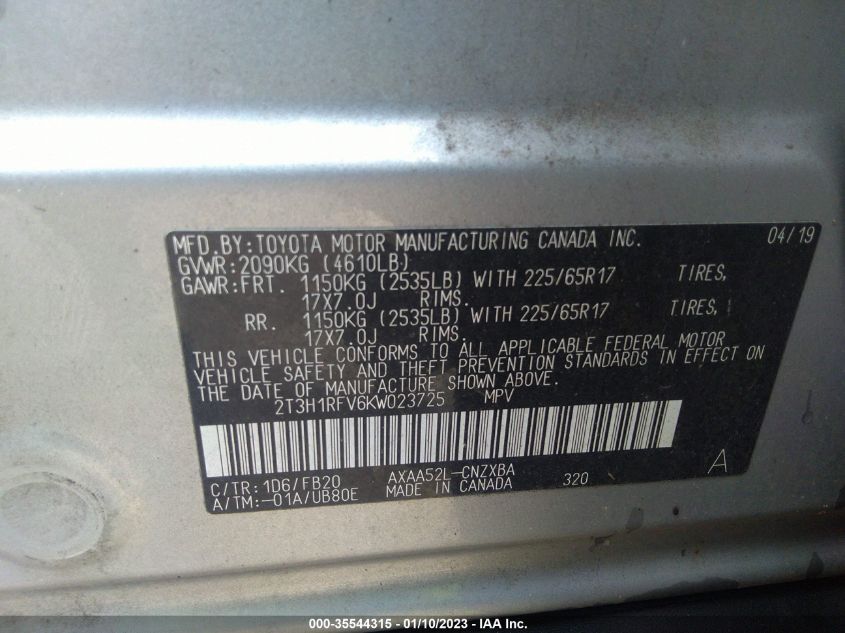 MFD.BY:TOYOTA MOTOR MANUFACTURING CANADA INC. 04/19
GVWR:2090KG (4610LB)
GAWR:FRT. 1150KG (2535LB) WITH 225/65R17 TIRES,
17X7.0J RIMS.
RR. 1150KG (2535LB) WITH 225/65R17 TIRES,
17X7.0J RIMS.
THIS VEHICLE CONFORMS TO ALL APPLICABLE FEDERAL MOTOR
VEHICLE SAFETY AND THEFT PREVENTION STANDARDS IN EFFECT ON
THE DATE OF MANUFACTURE SHOWN ABOVE.
2T3H1RFV6KW023725 MPV
A
C/TR:1D6/FB20 AXAA52L-CNZXBA 320
A/TM:-01A/UB80E MADE IN CANADA
000-35544315 - 01/10/2023 - IAA Inc.